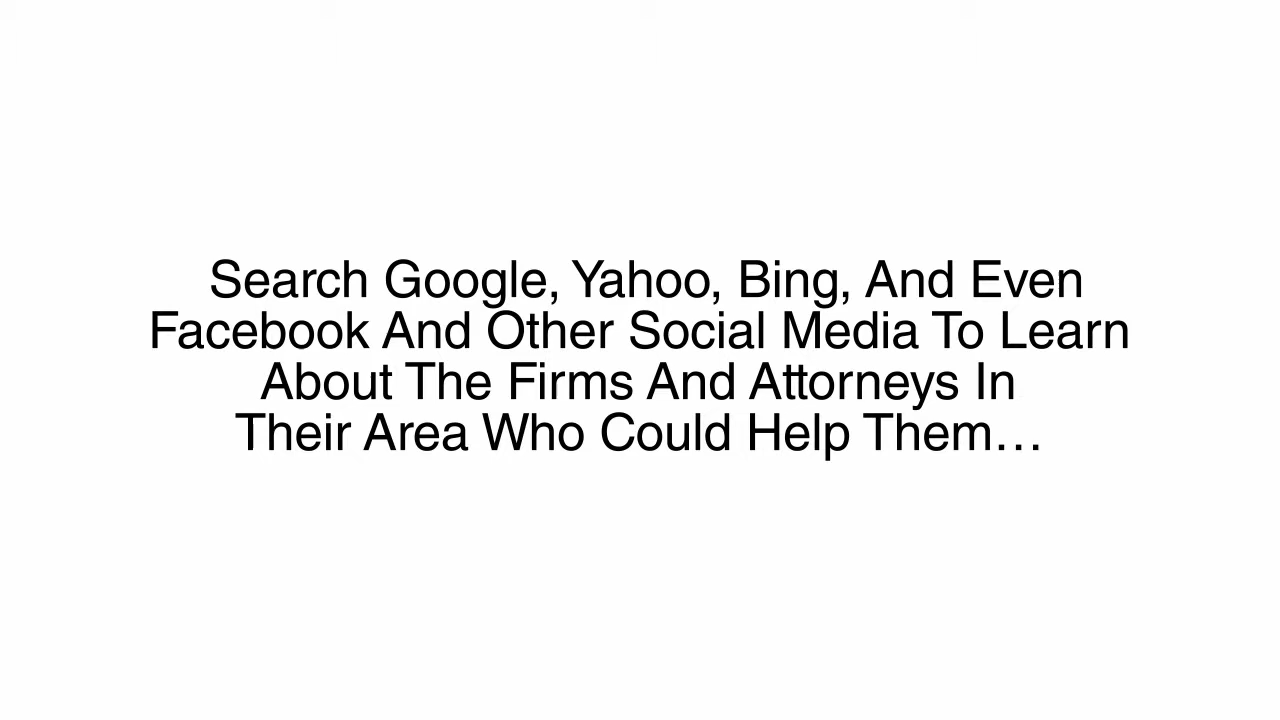 Search Google, Yahoo, Bing, And Even
Facebook And Other Social Media To Learn
About The Firms And Attorneys In
Their Area Who Could Help Them…